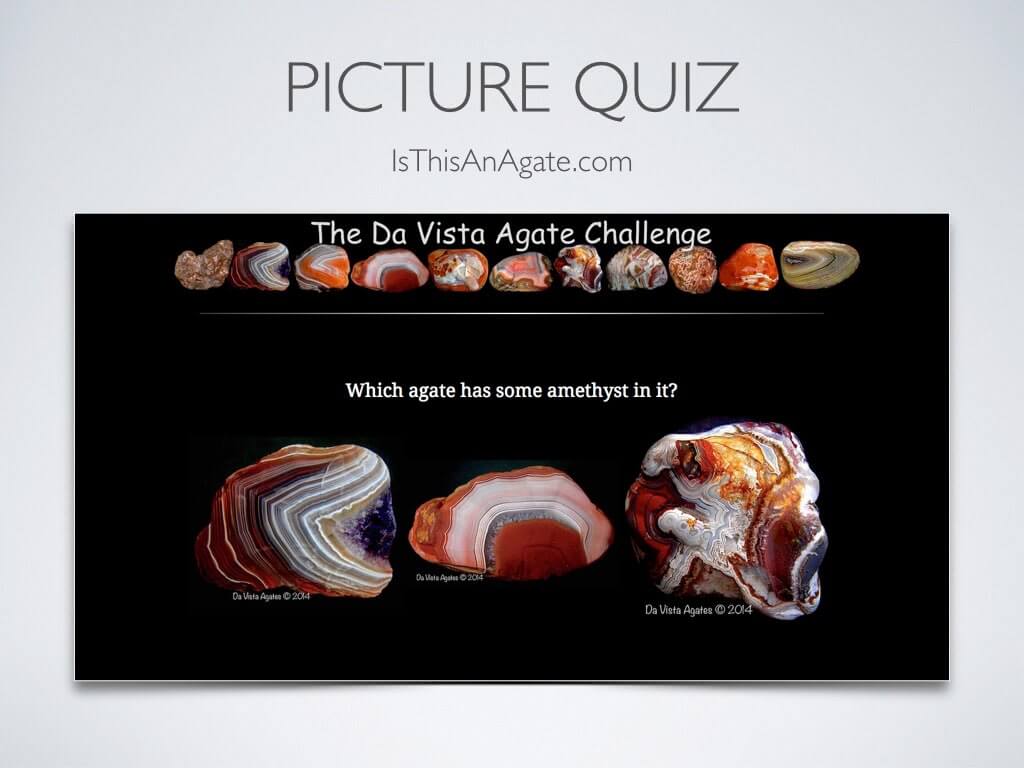 PICTURE QUIZ
IsThisAnAgate.com
The Da Vista Agate Challenge
Which agate has some amethyst in it?
Da Vista Agates © 2014
Da Vista Agates © 2014
Da Vista Agates © 2014